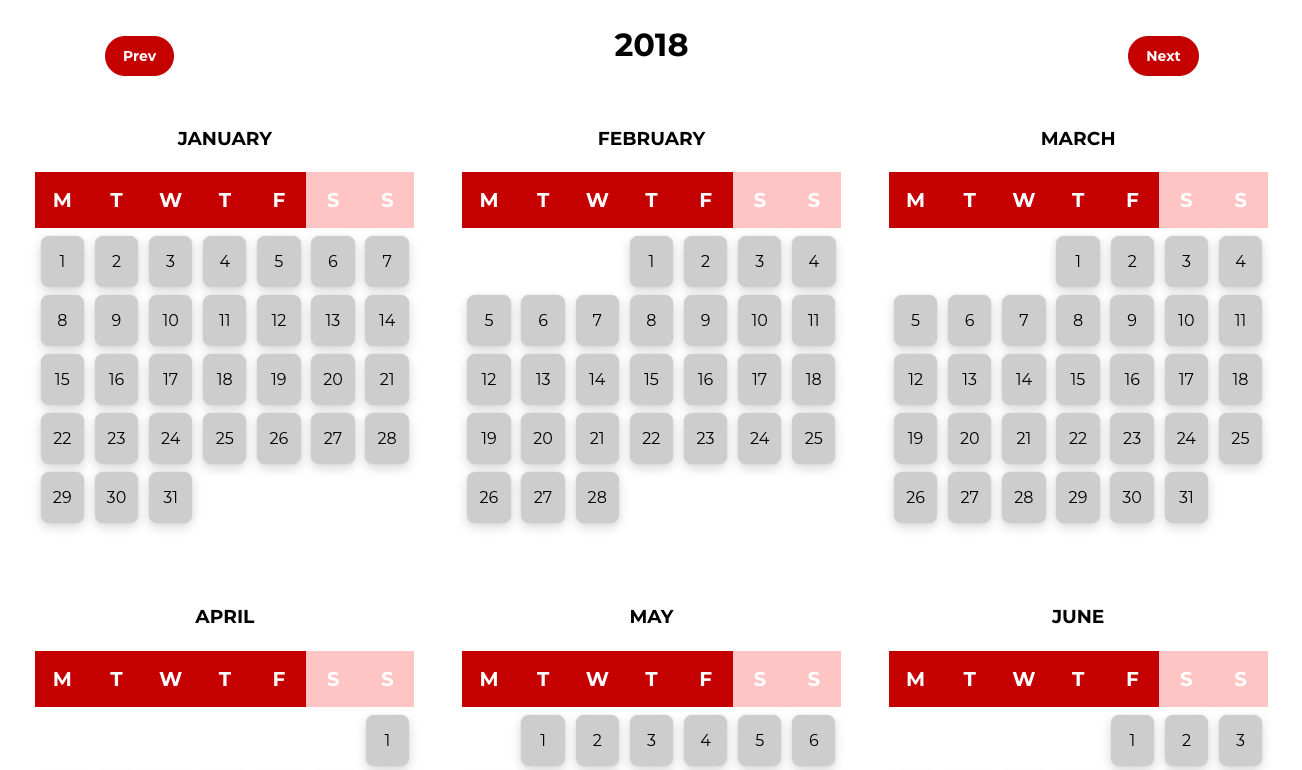 2018
Prev
Next
JANUARY
M T W T F S S
1 2 3 4 5 6 7
8 9 10 11 12 13 14
15 16 17 18 19 20 21
22 23 24 25 26 27 28
29 30 31
FEBRUARY
M T W T F S S
1 2 3 4
5 6 7 8 9 10 11
12 13 14 15 16 17 18
19 20 21 22 23 24 25
26 27 28
MARCH
M T W T F S S
1 2 3 4
5 6 7 8 9 10 11
12 13 14 15 16 17 18
19 20 21 22 23 24 25
26 27 28 29 30 31
APRIL
M T W T F S S
1
MAY
M T W T F S S
1 2 3 4 5 6
JUNE
M T W T F S S
1 2 3